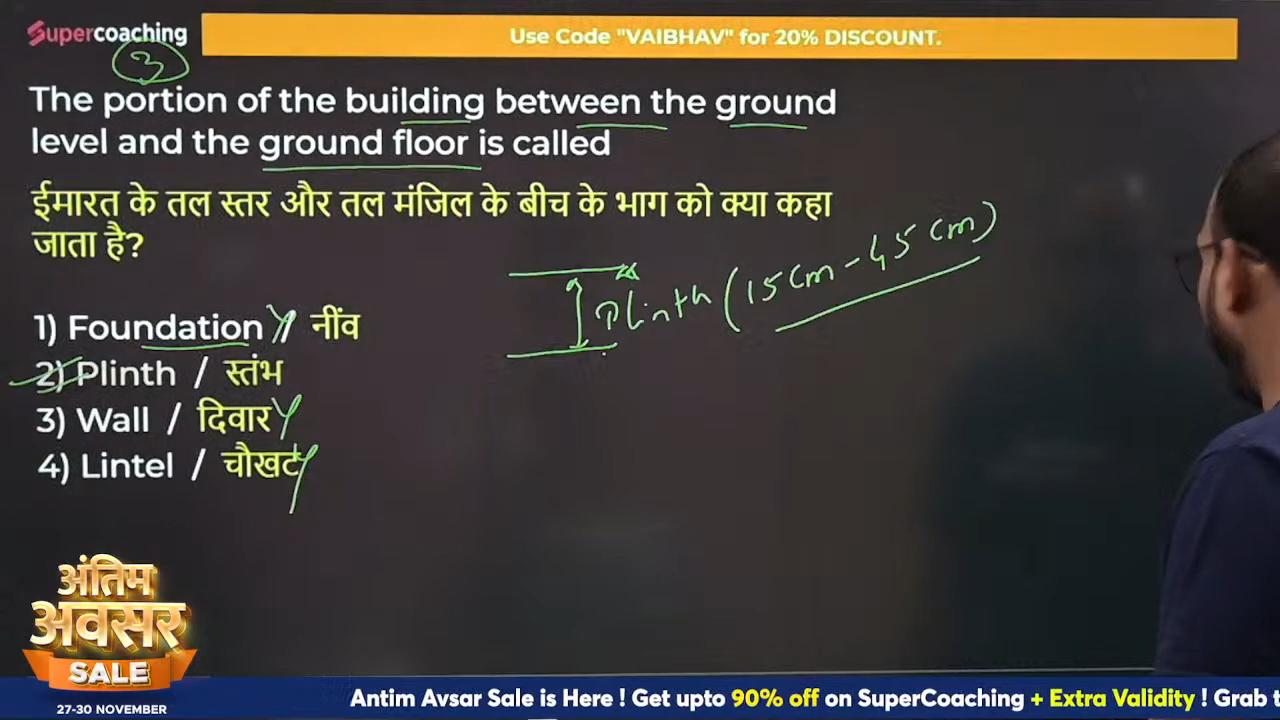 Supercoaching
Use Code "VAIBHAV" for 20% DISCOUNT.
3
The portion of the building between the ground
level and the ground floor is called
ईमारत के तल स्तर और तल मंजिल के बीच के भाग को क्या कहा
जाता है?
Plinth (15cm - 45cm)
1) Foundation / नींव
2) Plinth / स्तंभ
3) Wall / दिवार
4) Lintel / चौखट
अंतिम
अवसर
SALE
27-30 NOVEMBER
Antim Avsar Sale is Here ! Get upto 90% off on SuperCoaching + Extra Validity ! Grab t